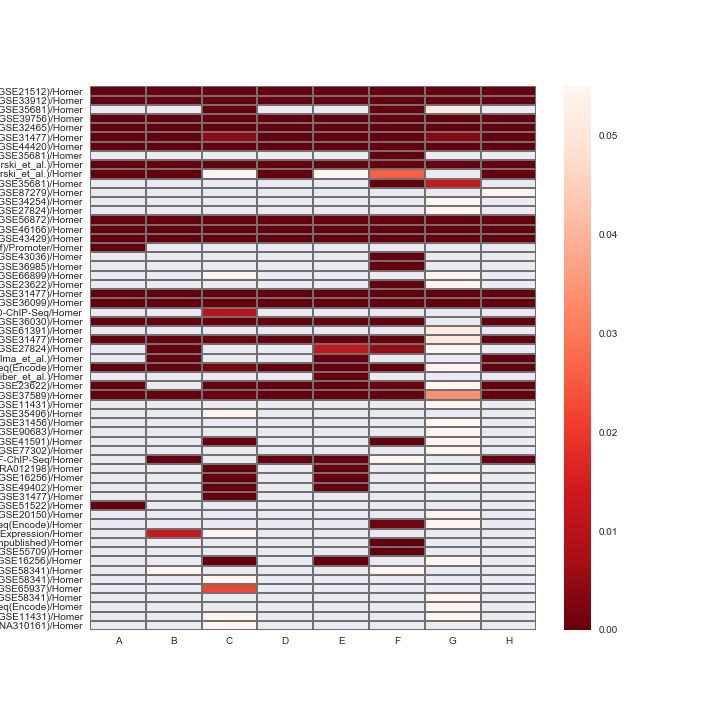 GSE21512)/Homer
GSE33912)/Homer
GSE35681)/Homer
GSE39756)/Homer
GSE32465)/Homer
GSE31477)/Homer
GSE44420)/Homer
GSE35681)/Homer
rski_et_al.)/Homer
rski_et_al.)/Homer
GSE35681)/Homer
GSE87279)/Homer
GSE34254)/Homer
GSE27824)/Homer
GSE56872)/Homer
GSE46166)/Homer
GSE43429)/Homer
f)/Promoter/Homer
GSE43036)/Homer
GSE36985)/Homer
GSE66899)/Homer
GSE23622)/Homer
GSE31477)/Homer
GSE36099)/Homer
-ChIP-Seq/Homer
GSE36030)/Homer
GSE61391)/Homer
GSE31477)/Homer
GSE27824)/Homer
lma_et_al.)/Homer
eq(Encode)/Homer
iber_et_al.)/Homer
GSE23622)/Homer
GSE37589)/Homer
GSE11431)/Homer
GSE35496)/Homer
GSE31456)/Homer
GSE90683)/Homer
GSE41591)/Homer
GSE77302)/Homer
F-ChIP-Seq/Homer
RA012198)/Homer
GSE16256)/Homer
GSE49402)/Homer
GSE31477)/Homer
GSE51522)/Homer
GSE20150)/Homer
eq(Encode)/Homer
Expression/Homer
npublished)/Homer
GSE55709)/Homer
GSE16256)/Homer
GSE58341)/Homer
GSE58341)/Homer
GSE65937)/Homer
GSE58341)/Homer
eq(Encode)/Homer
GSE11431)/Homer
NA310161)/Homer
A B C D E F G H
0.05
0.04
0.03
0.02
0.01
0.00